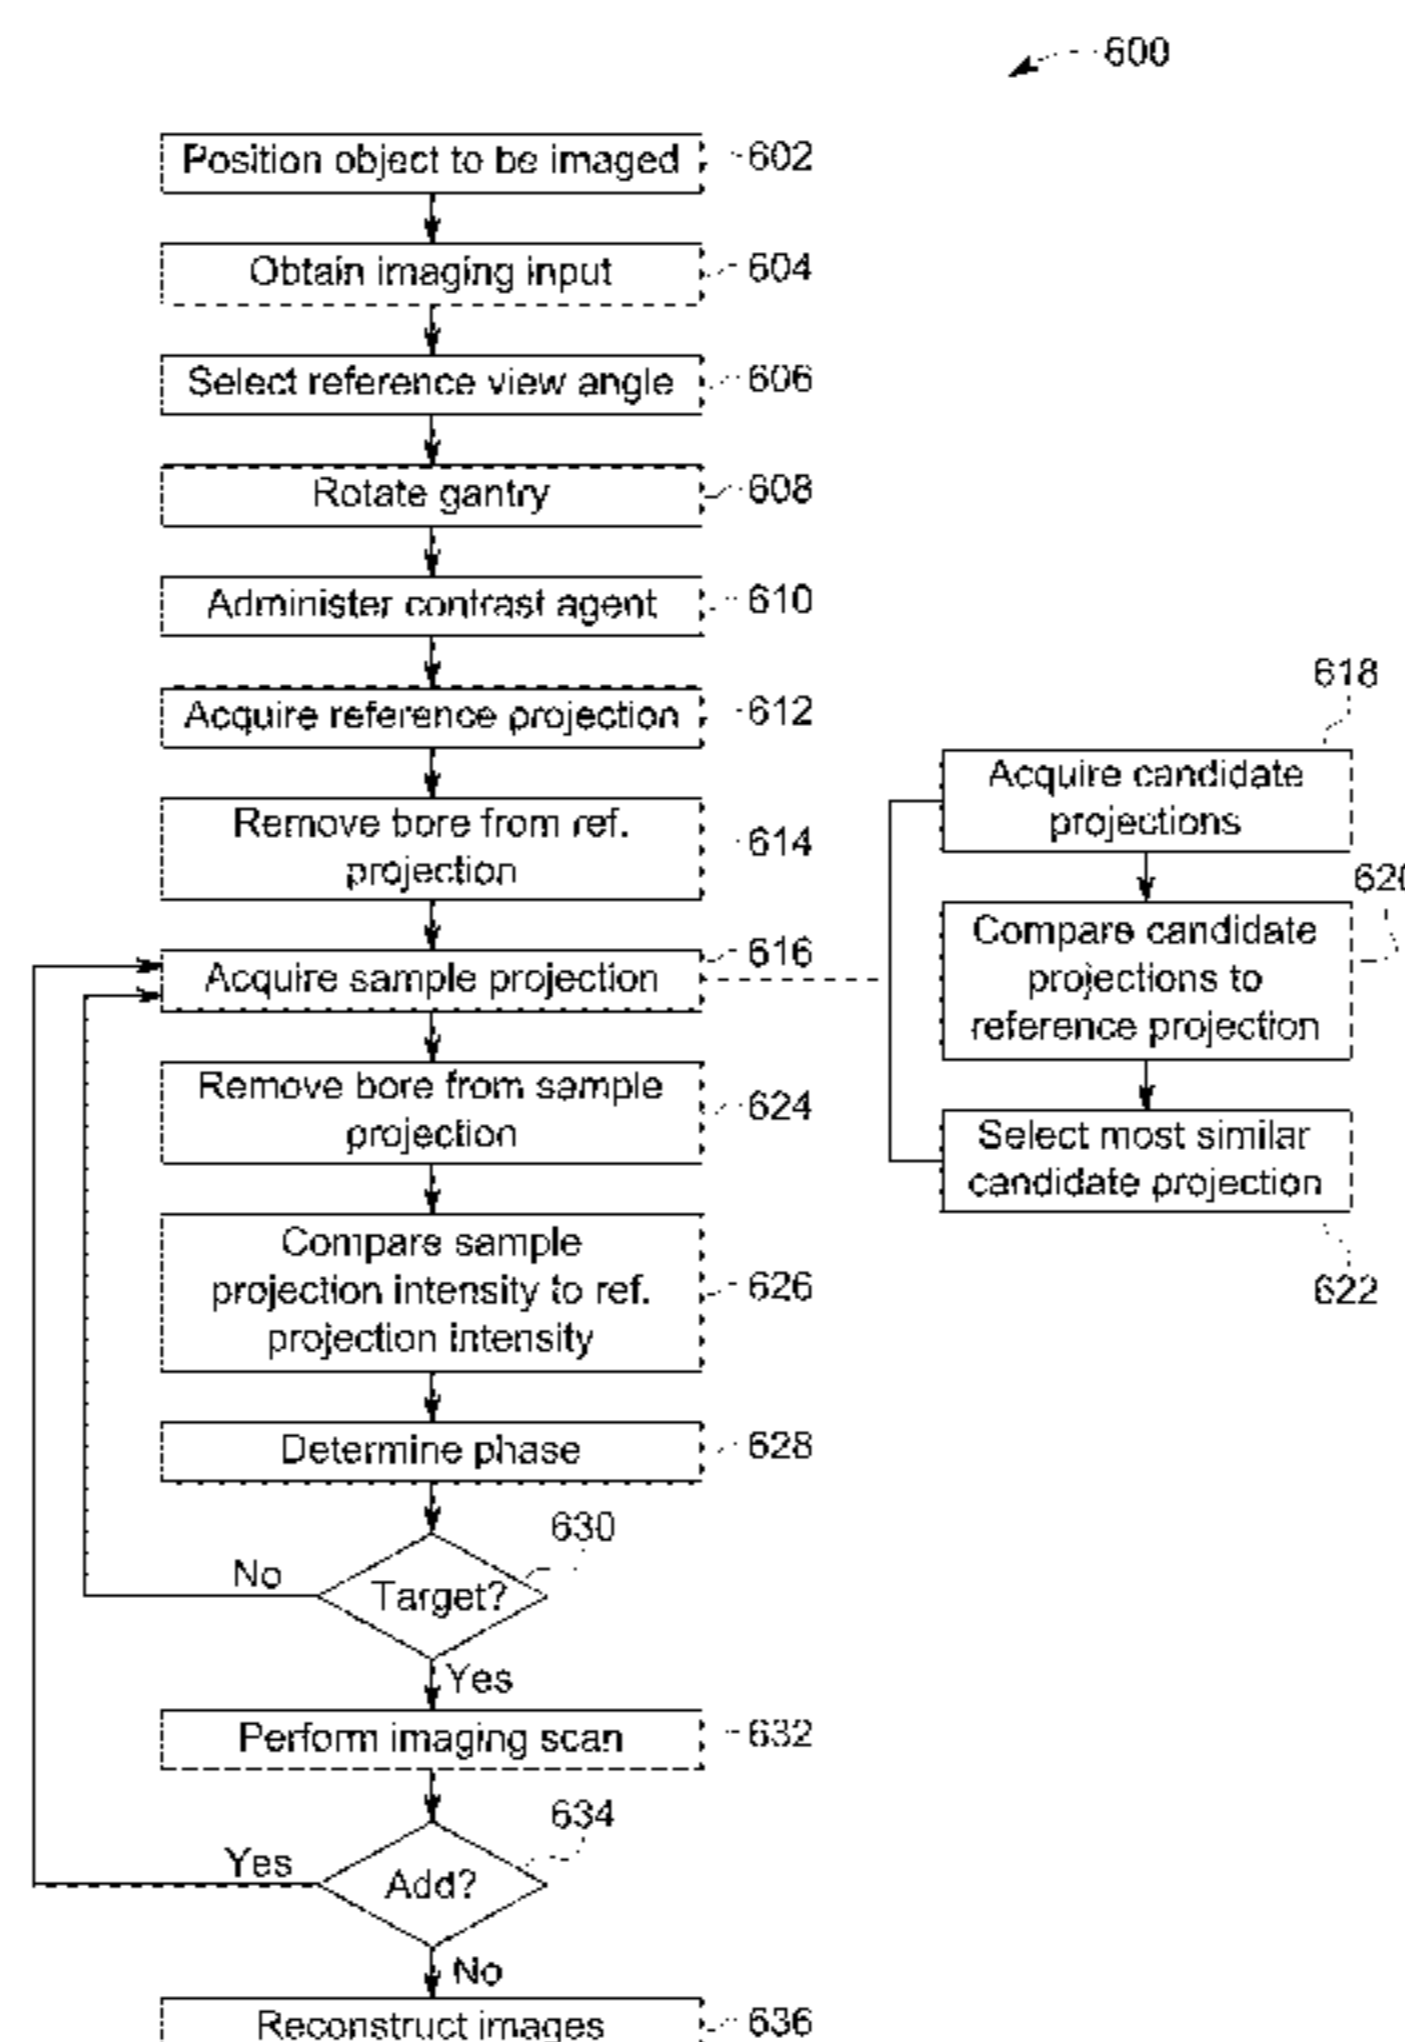 600
Position object to be imaged
602
Obtain imaging input
604
Select reference view angle
606
Rotate gantry
608
Administer contrast agent
610
Acquire reference projection
612
Remove bore from ref.
projection
614
Acquire sample projection
616
618
Acquire candidate
projections
620
Compare candidate
projections to
reference projection
Select most similar
candidate projection
622
Remove bore from sample
projection
624
Compare sample
projection intensity to ref.
projection intensity
626
Determine phase
628
630
Target?
No
Yes
Perform imaging scan
632
634
Add?
Yes
No
Reconstruct images
636